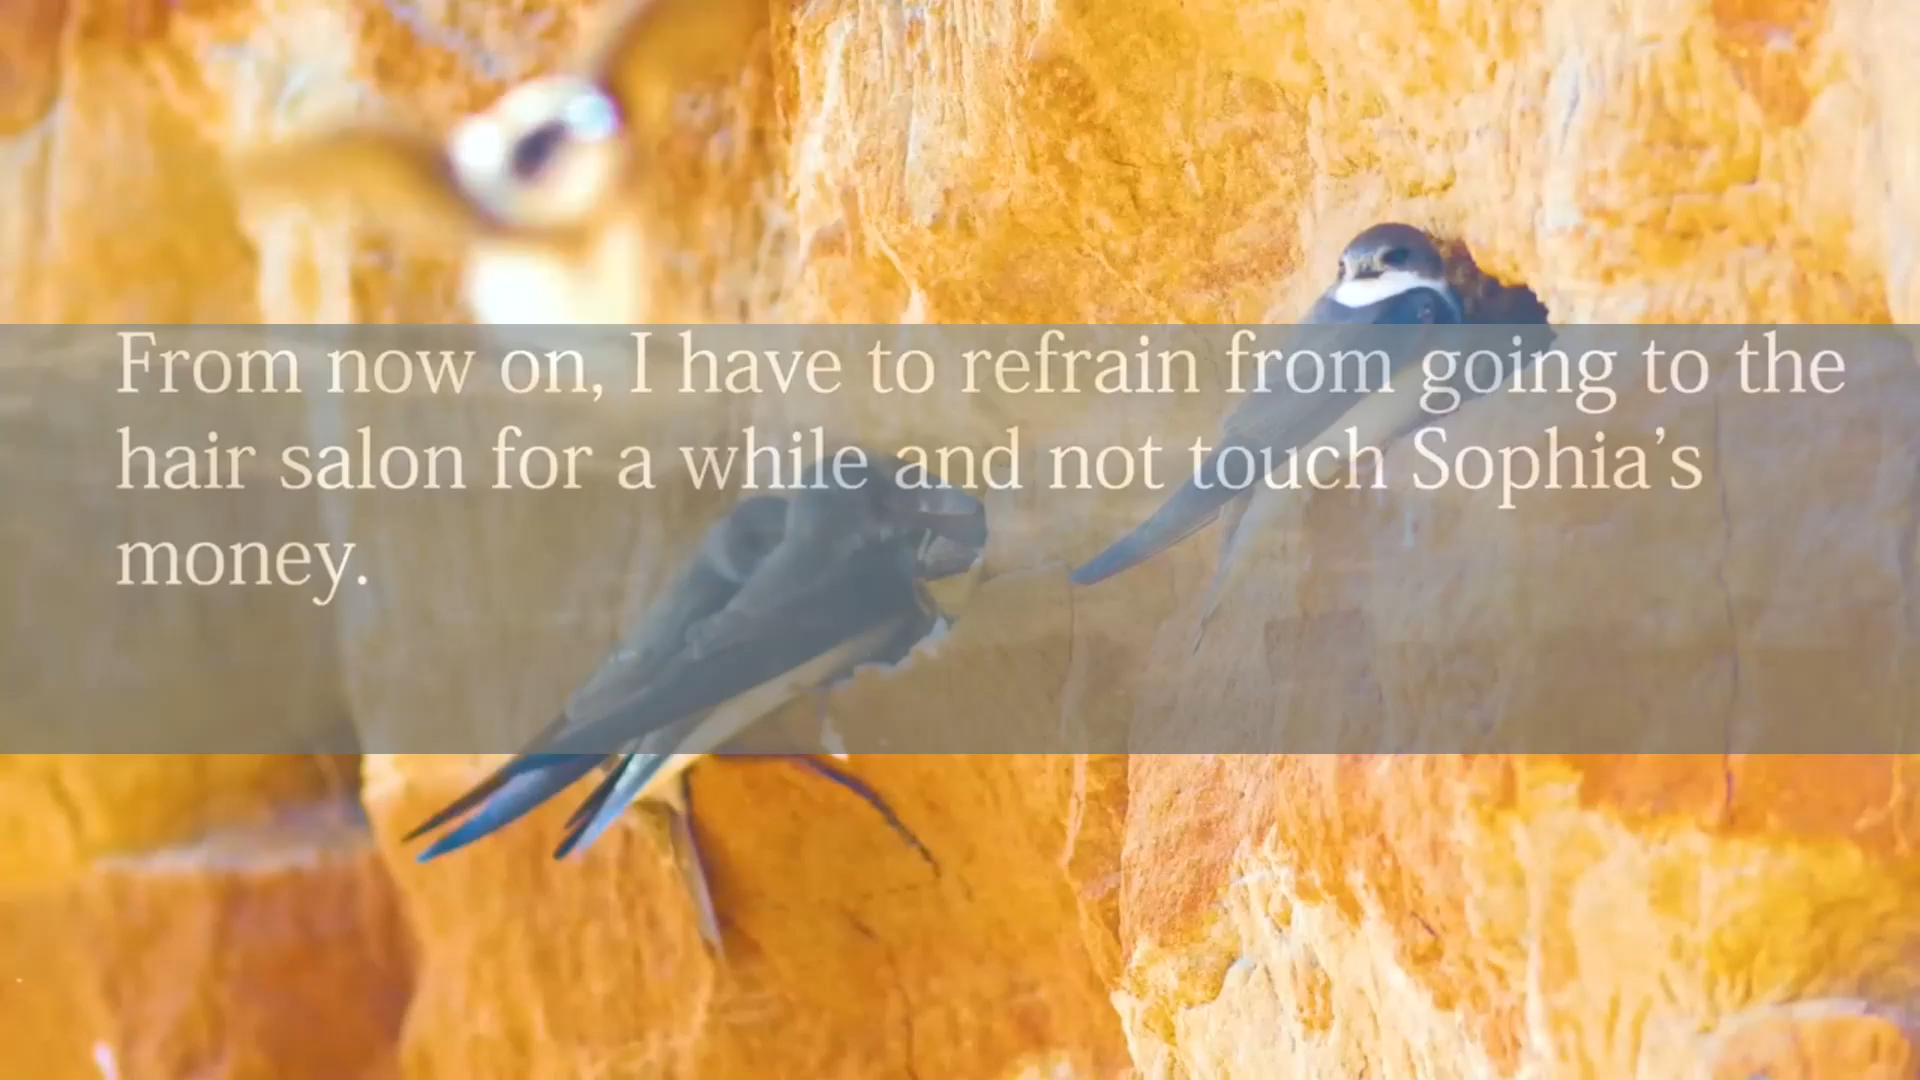 From now on, I have to refrain from going to the
hair salon for a while and not touch Sophia’s
money.